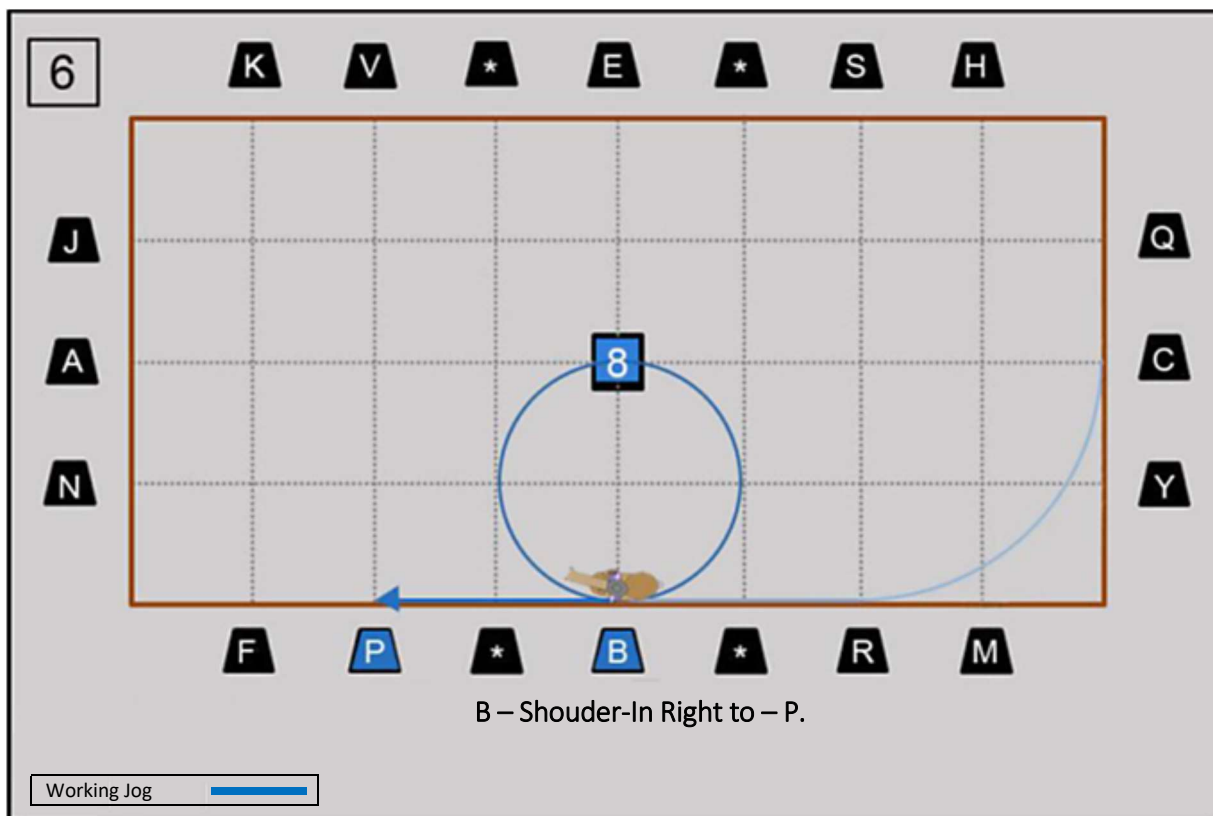 6
K V * E * S H
J Q
A 8 C
N Y
F P * B * R M
B – Shouder-In Right to – P.
Working Jog